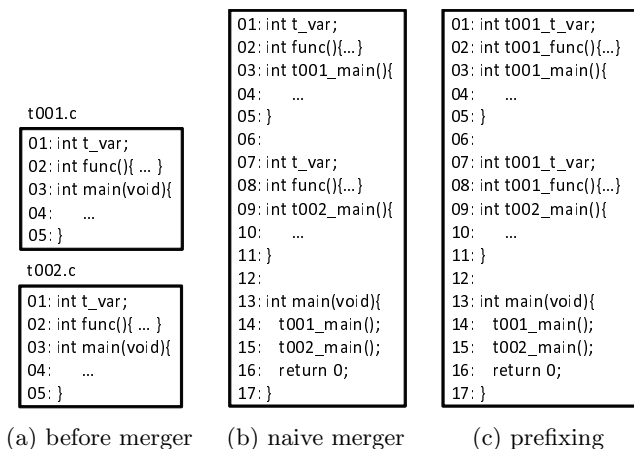 t001.c
01: int t_var;
02: int func(){ ... }
03: int main(void){
04: ...
05: }
t002.c
01: int t_var;
02: int func(){ ... }
03: int main(void){
04: ...
05: }
(a) before merger
01: int t_var;
02: int func(){...}
03: int t001_main(){
04: ...
05: }
06:
07: int t_var;
08: int func(){...}
09: int t002_main(){
10: ...
11: }
12:
13: int main(void){
14: t001_main();
15: t002_main();
16: return 0;
17: }
(b) naive merger
01: int t001_t_var;
02: int t001_func(){...}
03: int t001_main(){
04: ...
05: }
06:
07: int t001_t_var;
08: int t001_func(){...}
09: int t002_main(){
10: ...
11: }
12:
13: int main(void){
14: t001_main();
15: t002_main();
16: return 0;
17: }
(c) prefixing